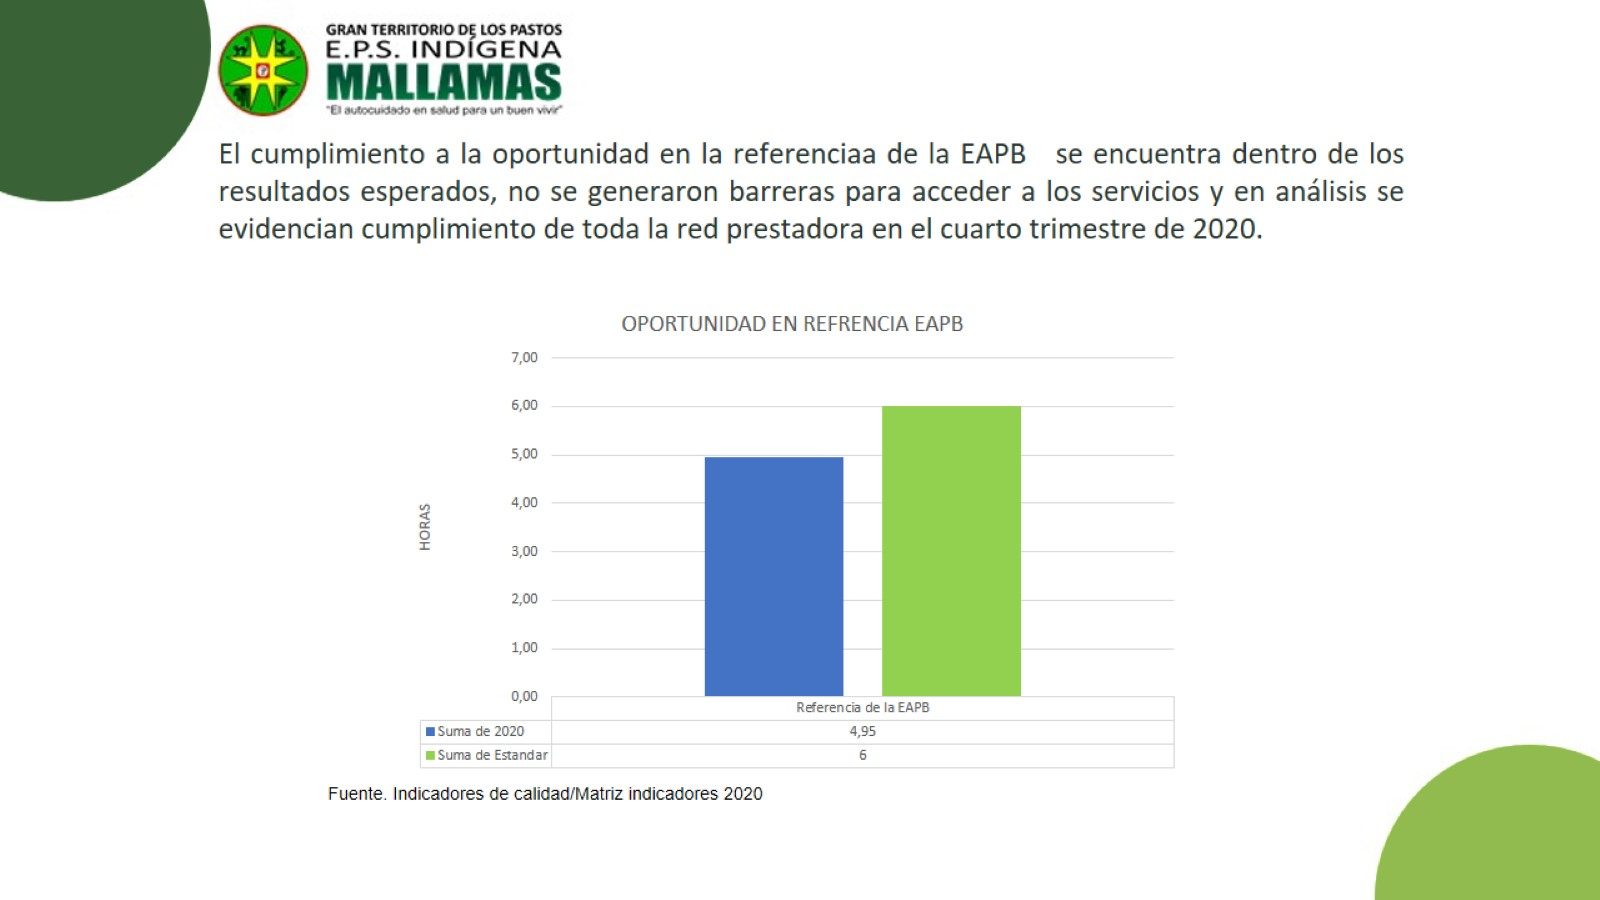 GRAN TERRITORIO DE LOS PASTOS
E.P.S. INDÍGENA
MALLAMAS
"El autocuidado en salud para un buen vivir"
El cumplimiento a la oportunidad en la referenciaa de la EAPB se encuentra dentro de los
resultados esperados, no se generaron barreras para acceder a los servicios y en análisis se
evidencian cumplimiento de toda la red prestadora en el cuarto trimestre de 2020.
OPORTUNIDAD EN REFRENCIA EAPB
7,00
6,00
5,00
4,00
3,00
2,00
1,00
0,00
HORAS
Referencia de la EAPB
Suma de 2020 4,95
Suma de Estandar 6
Fuente. Indicadores de calidad/Matriz indicadores 2020